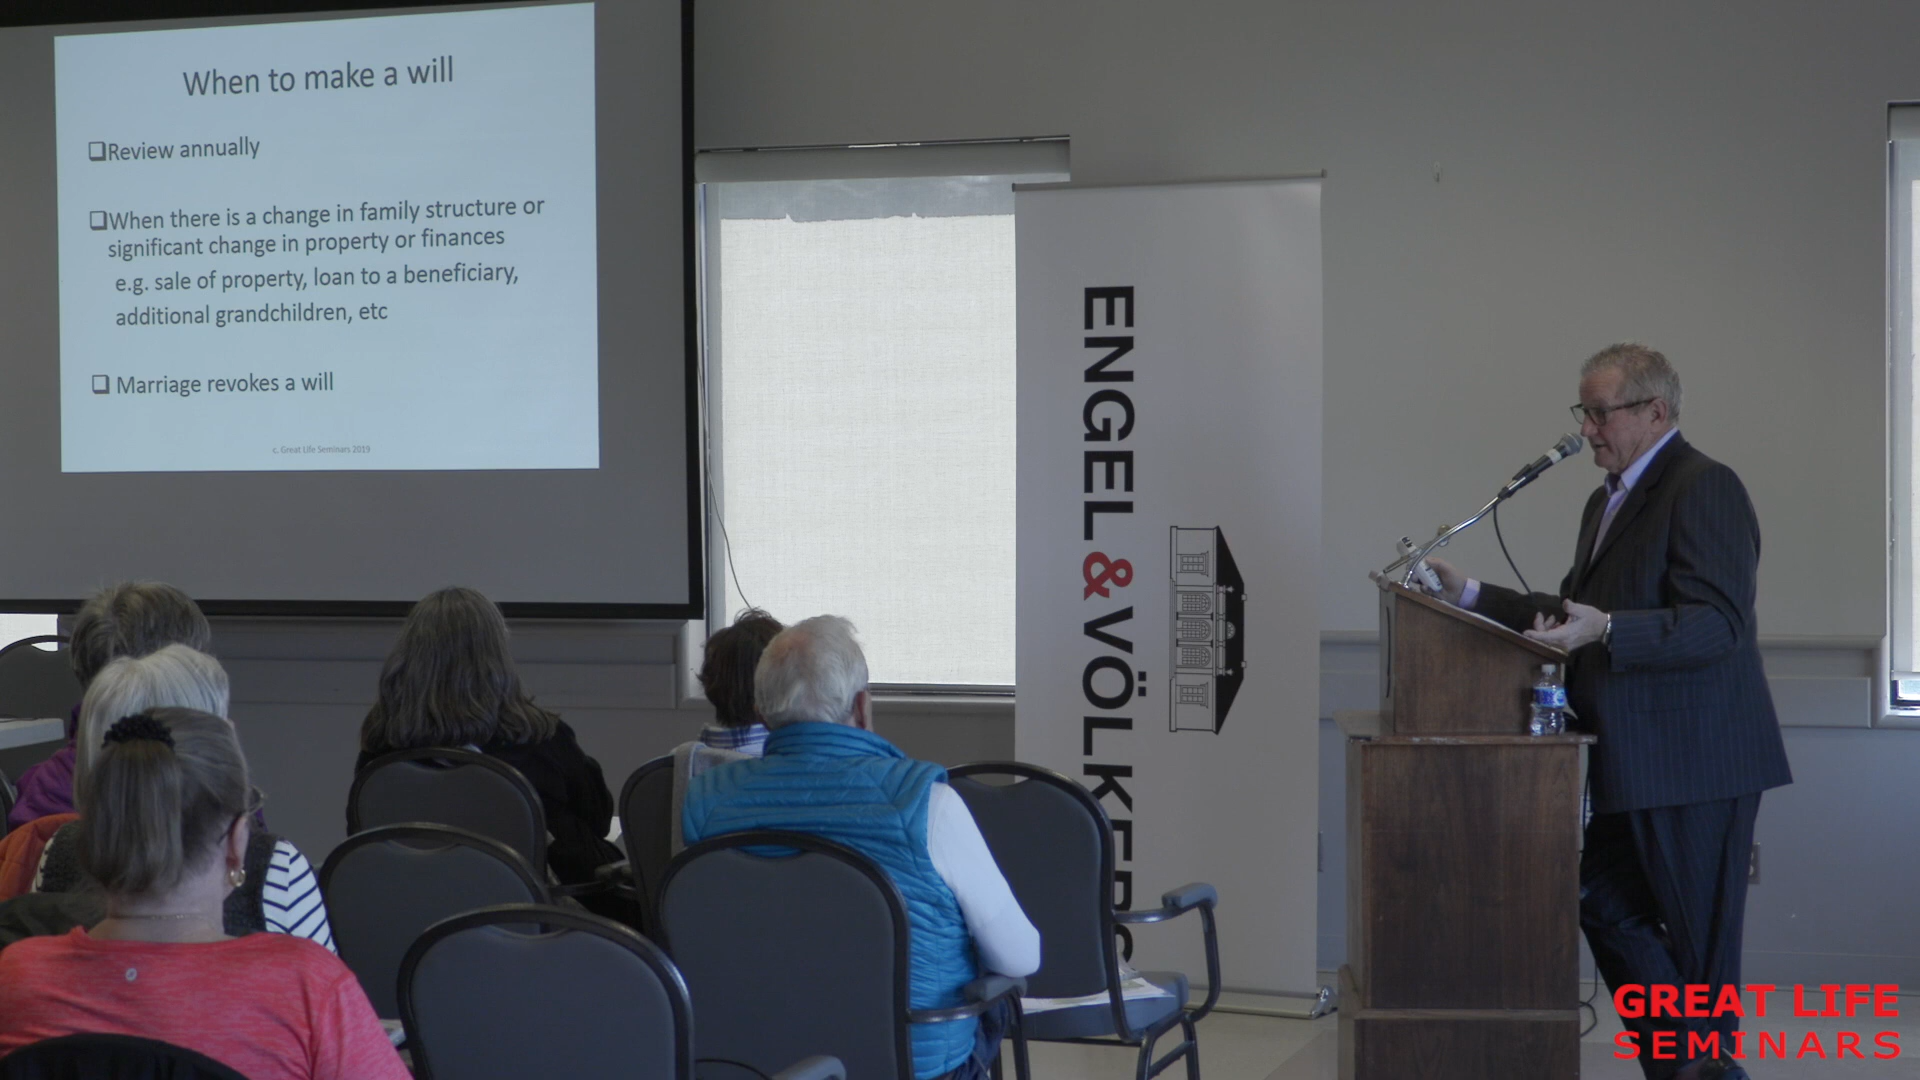 When to make a will
❑Review annually
❑When there is a change in family structure or
significant change in property or finances
e.g. sale of property, loan to a beneficiary,
additional grandchildren, etc
❑ Marriage revokes a will
c. Great Life Seminars 2019
ENGEL & VÖLKERS
GREAT LIFE
SEMINARS